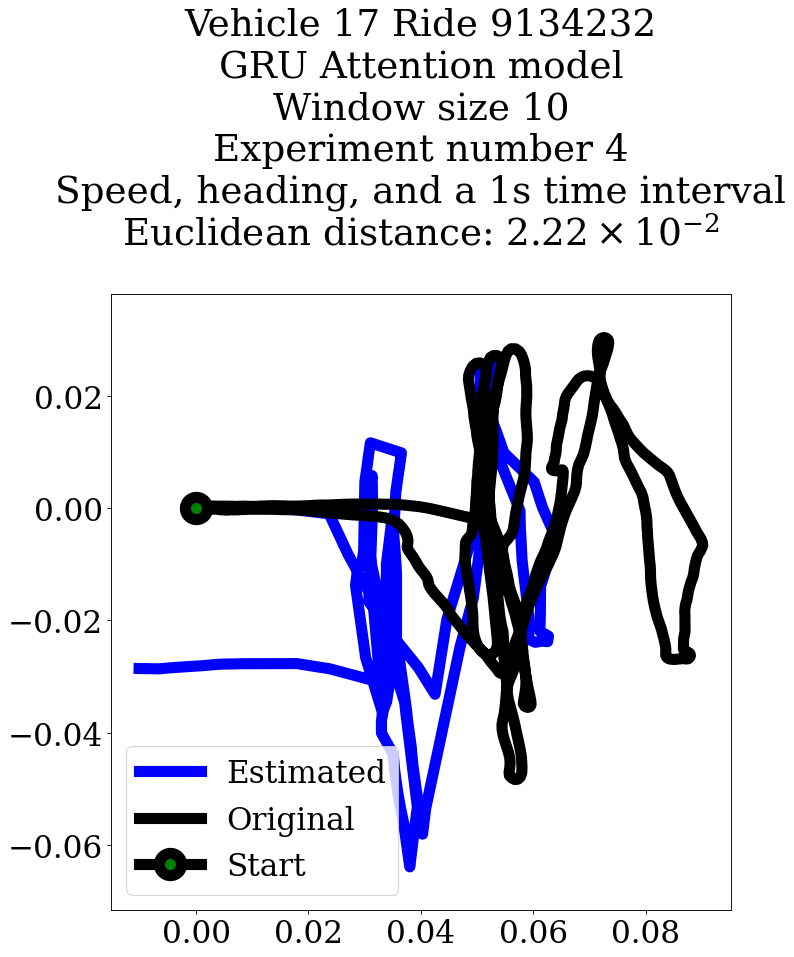 Vehicle 17 Ride 9134232
GRU Attention model
Window size 10
Experiment number 4
Speed, heading, and a 1s time interval
Euclidean distance: 2.22 × 10⁻²
0.02
0.00
−0.02
−0.04
−0.06
Estimated
Original
Start
0.00 0.02 0.04 0.06 0.08